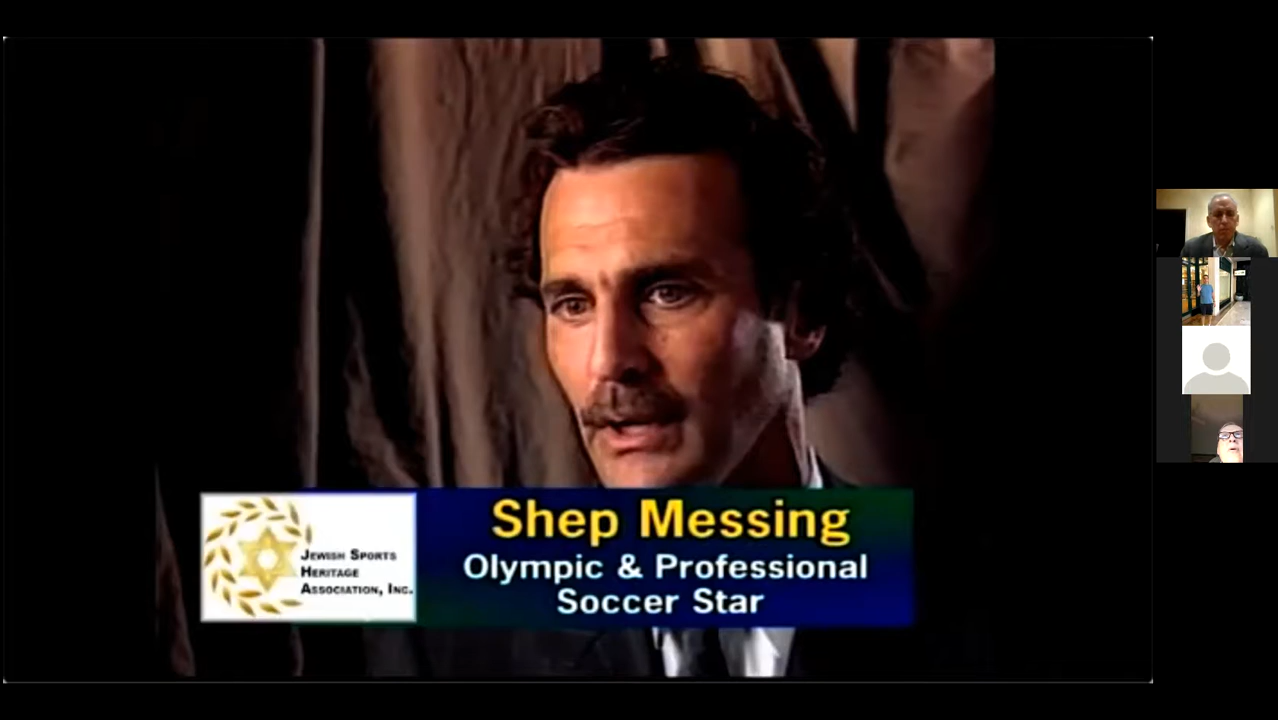 Shep Messing
Olympic & Professional
Soccer Star
Jewish Sports
Heritage
Association, Inc.